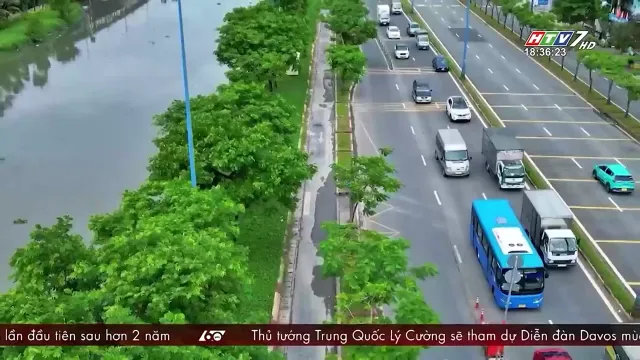 HTV7 HD
18:36:23
lần đầu tiên sau hơn 2 năm
60
Thủ tướng Trung Quốc Lý Cường sẽ tham dự Diễn đàn Davos mù